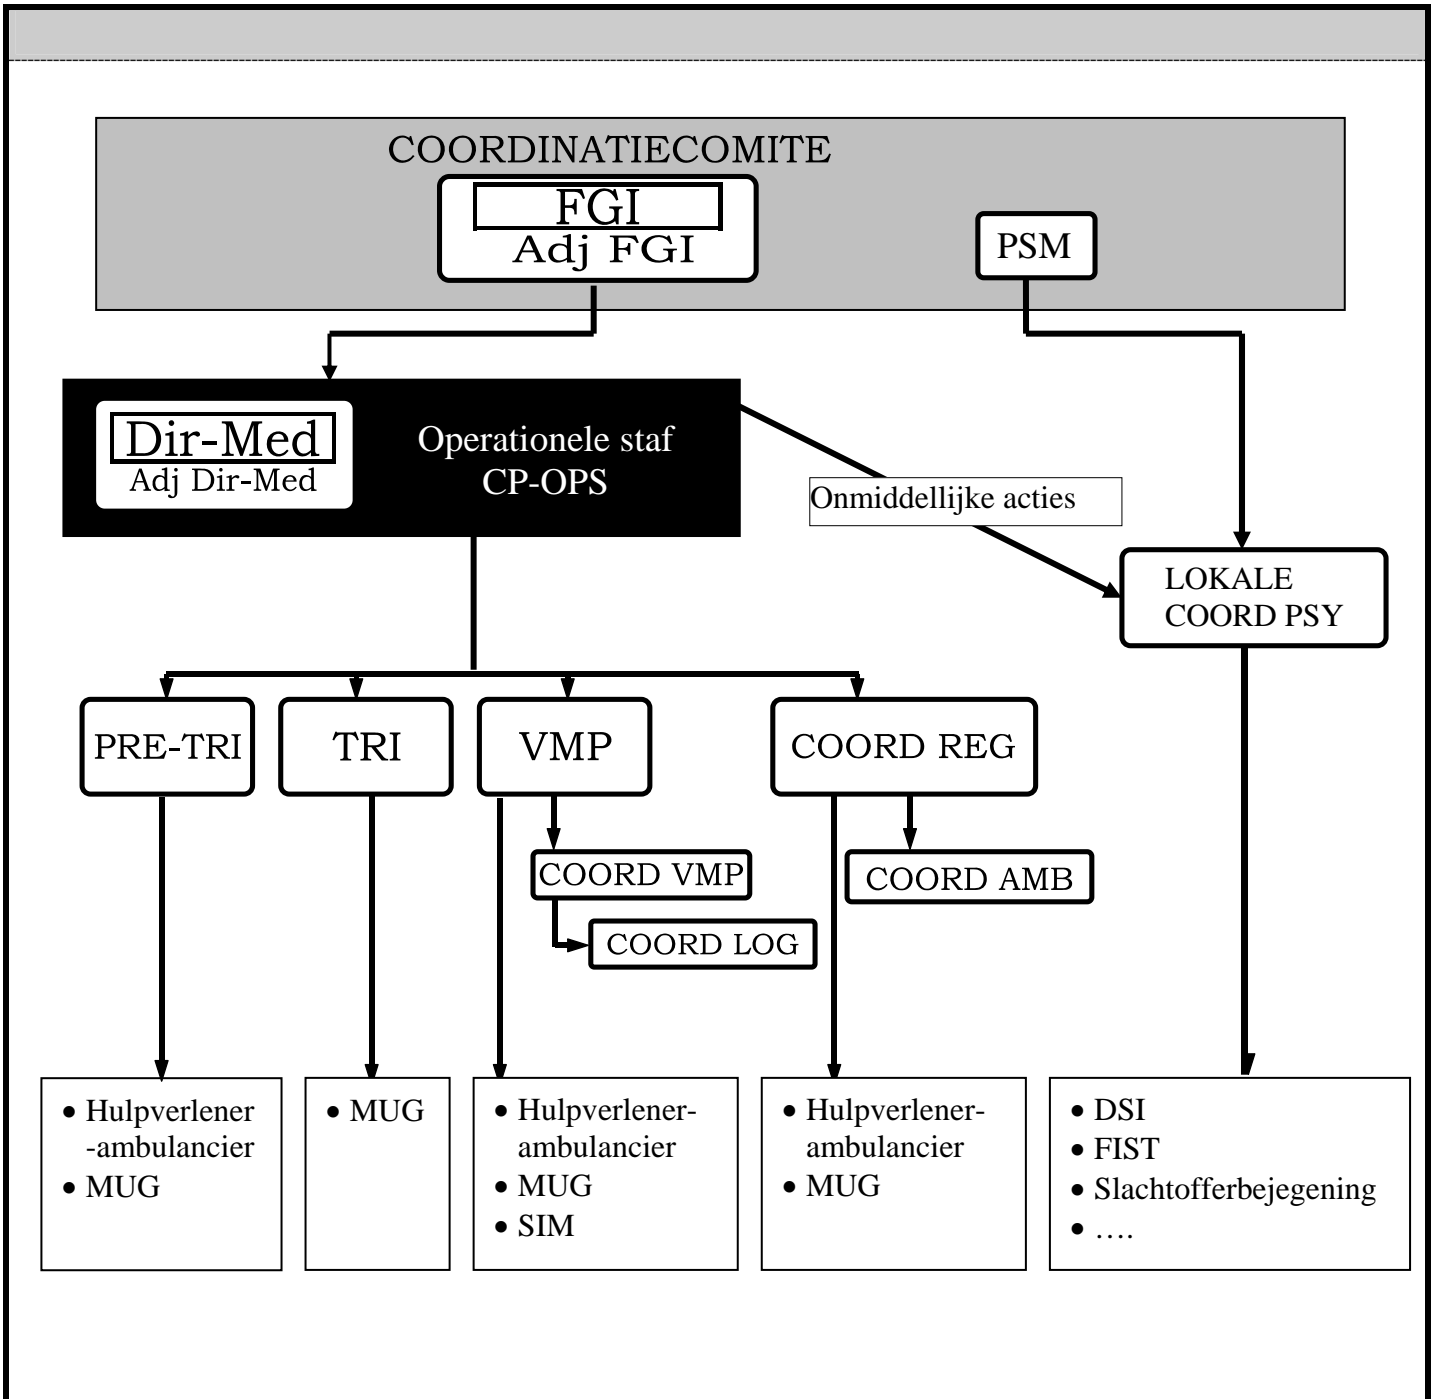 COORDINATIECOMITE
FGI
Adj FGI
PSM
Dir-Med
Adj Dir-Med
Operationele staf
CP-OPS
Onmiddellijke acties
LOKALE
COORD PSY
PRE-TRI
TRI
VMP
COORD REG
COORD VMP
COORD AMB
COORD LOG
• Hulpverlener
-ambulancier
• MUG
• MUG
• Hulpverlener-
ambulancier
• MUG
• SIM
• Hulpverlener-
ambulancier
• MUG
• DSI
• FIST
• Slachtofferbejegening
• ….